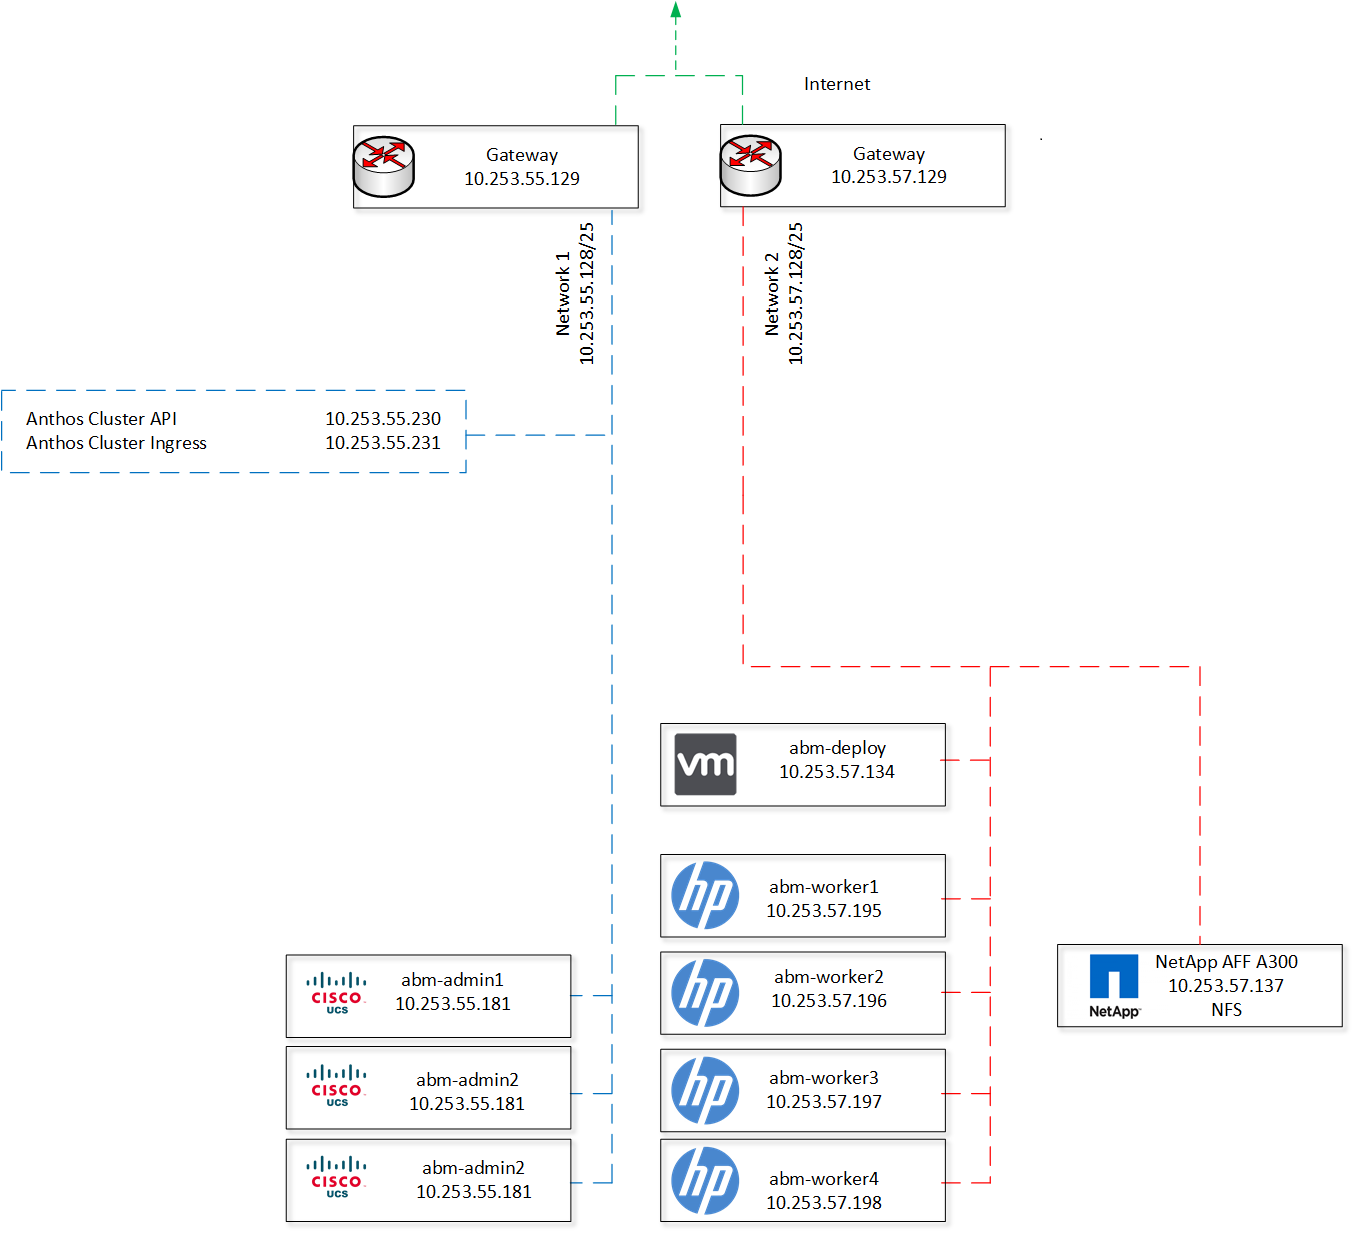 Internet
Gateway
10.253.55.129
Gateway
10.253.57.129
Network 1
10.253.55.128/25
Network 2
10.253.57.128/25
Anthos Cluster API 10.253.55.230
Anthos Cluster Ingress 10.253.55.231
vm
abm-deploy
10.253.57.134
hp
abm-worker1
10.253.57.195
hp
abm-worker2
10.253.57.196
hp
abm-worker3
10.253.57.197
hp
abm-worker4
10.253.57.198
CISCO
UCS
abm-admin1
10.253.55.181
CISCO
UCS
abm-admin2
10.253.55.181
CISCO
UCS
abm-admin2
10.253.55.181
NetApp
NetApp AFF A300
10.253.57.137
NFS